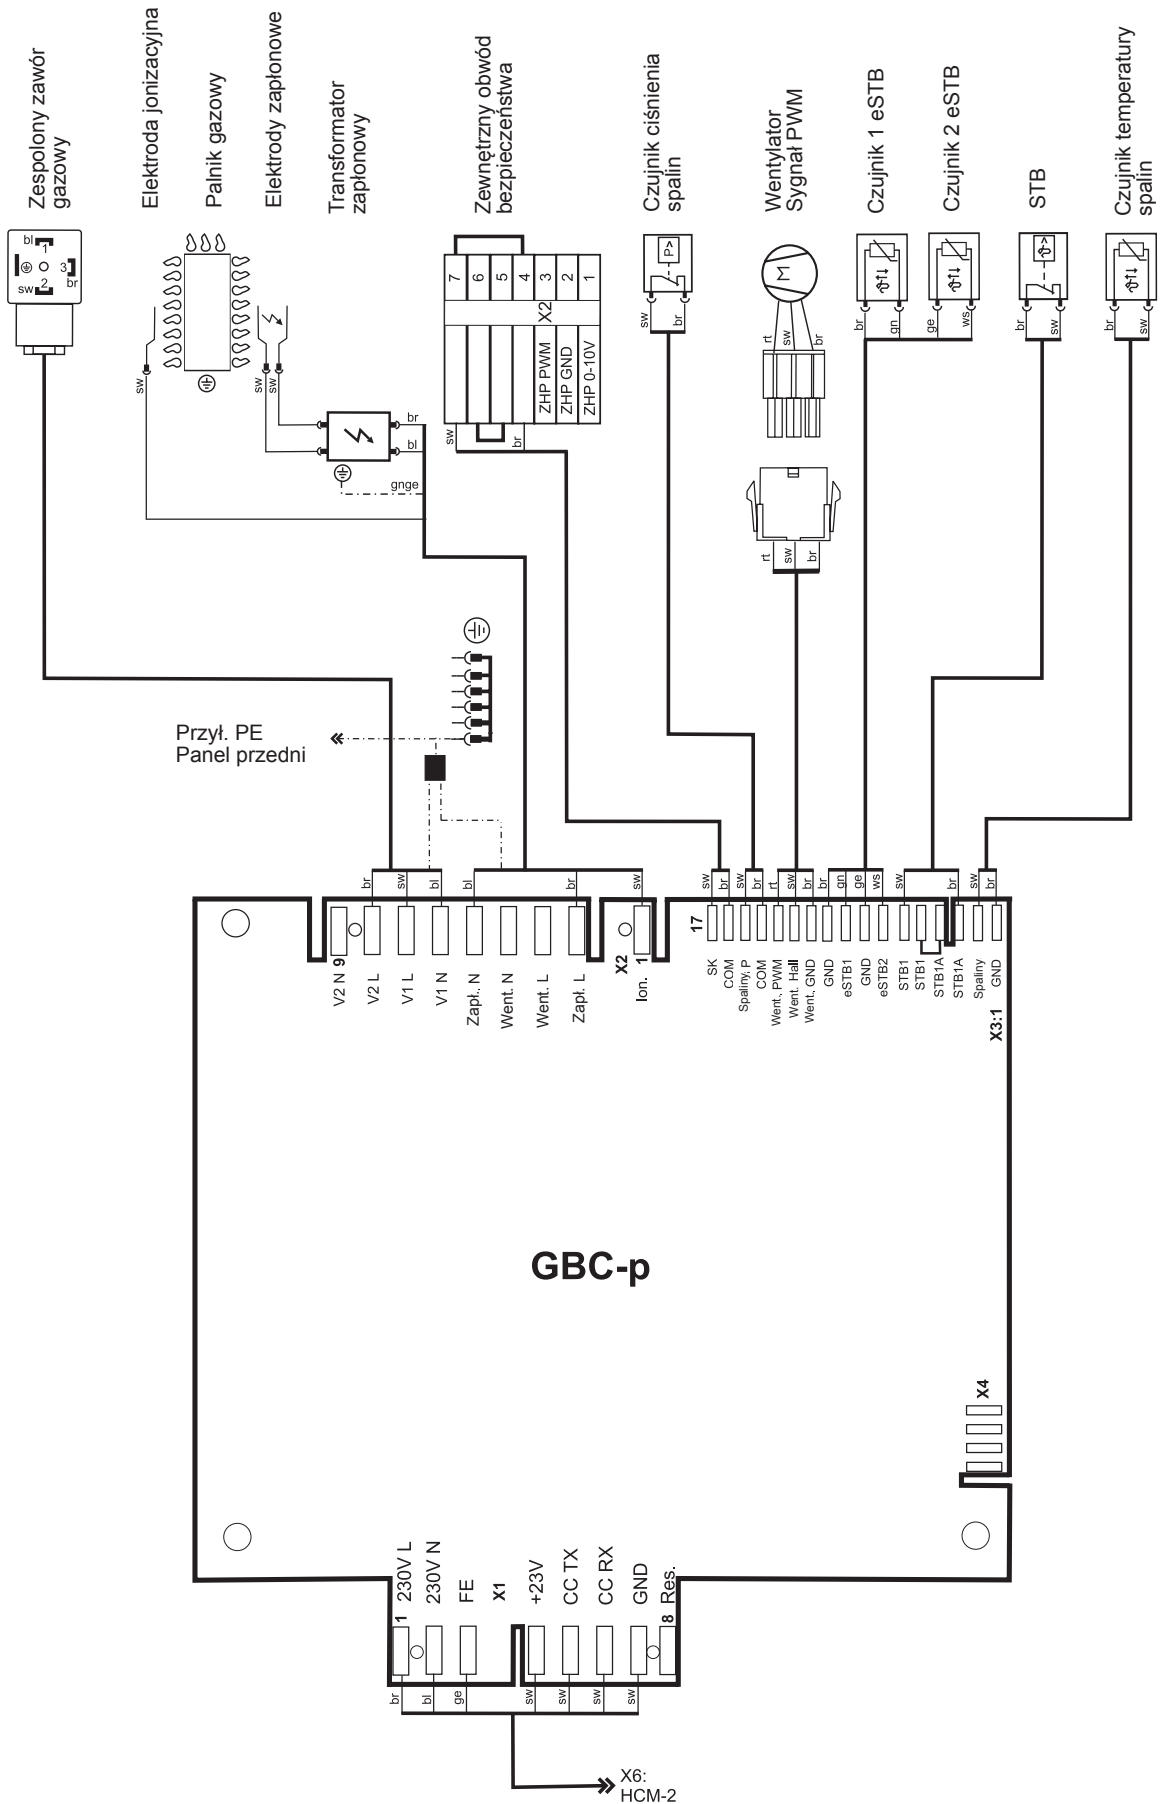 Zespolony zawór
gazowy
Elektroda jonizacyjna
Palnik gazowy
Elektrody zapłonowe
Transformator
zapłonowy
Zewnętrzny obwód
bezpieczeństwa
Czujnik ciśnienia
spalin
Wentylator
Sygnał PWM
Czujnik 1 eSTB
Czujnik 2 eSTB
STB
Czujnik temperatury
spalin
bl
1
3
br
sw
2
sw
sw
sw
br
bl
gnge
7
6
5
4
3
2
1
X2
ZHP PWM
ZHP GND
ZHP 0-10V
sw
br
P>
sw
br
M
rt
sw
br
rt
sw
br
br
gn
ge
ws
ϑ>
br
sw
br
sw
Przył. PE
Panel przedni
br
sw
bl
bl
br
sw
sw
br
sw
br
rt
sw
br
br
gn
ge
ws
sw
br
sw
br
V2 N 9
V2 L
V1 L
V1 N
Zapł. N
Went. N
Went. L
Zapł. L
X2
Ion. 1
17
SK
COM
Spaliny. P
COM
Went., PWM
Went. Hall
Went., GND
GND
eSTB1
GND
eSTB2
STB1
STB1
STB1A
STB1A
Spaliny
GND
X3:1
GBC-p
X4
1 230V L
230V N
FE
X1
+23V
CC TX
CC RX
GND
8 Res.
br
bl
ge
sw
sw
sw
sw
X6:
HCM-2